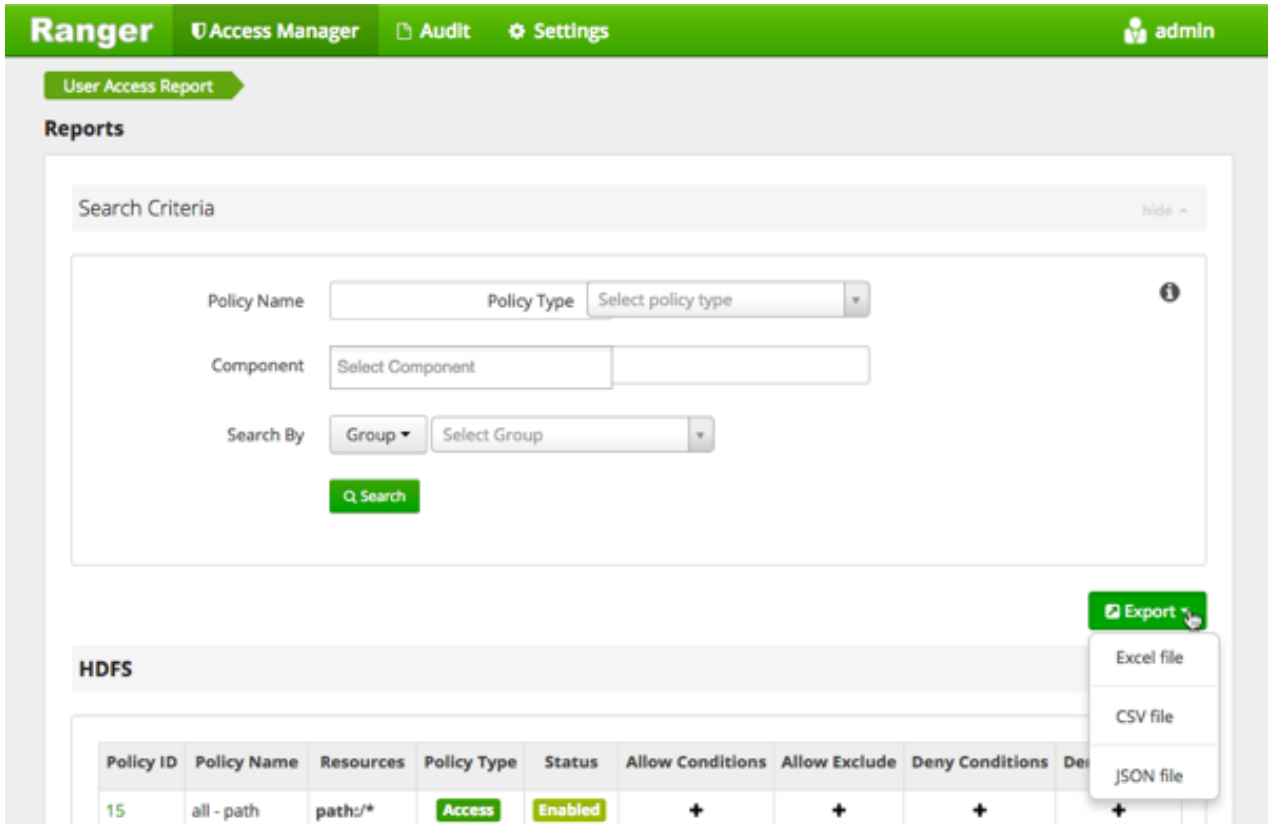 Ranger Access Manager Audit Settings admin
User Access Report
Reports
Search Criteria hide
Policy Name Policy Type Select policy type
Component Select Component
Search By Group Select Group
Search
Export
Excel file
HDFS
CSV file
Policy ID Policy Name Resources Policy Type Status Allow Conditions Allow Exclude Deny Conditions
JSON file
15 all - path path:/* Access Enabled + + + +